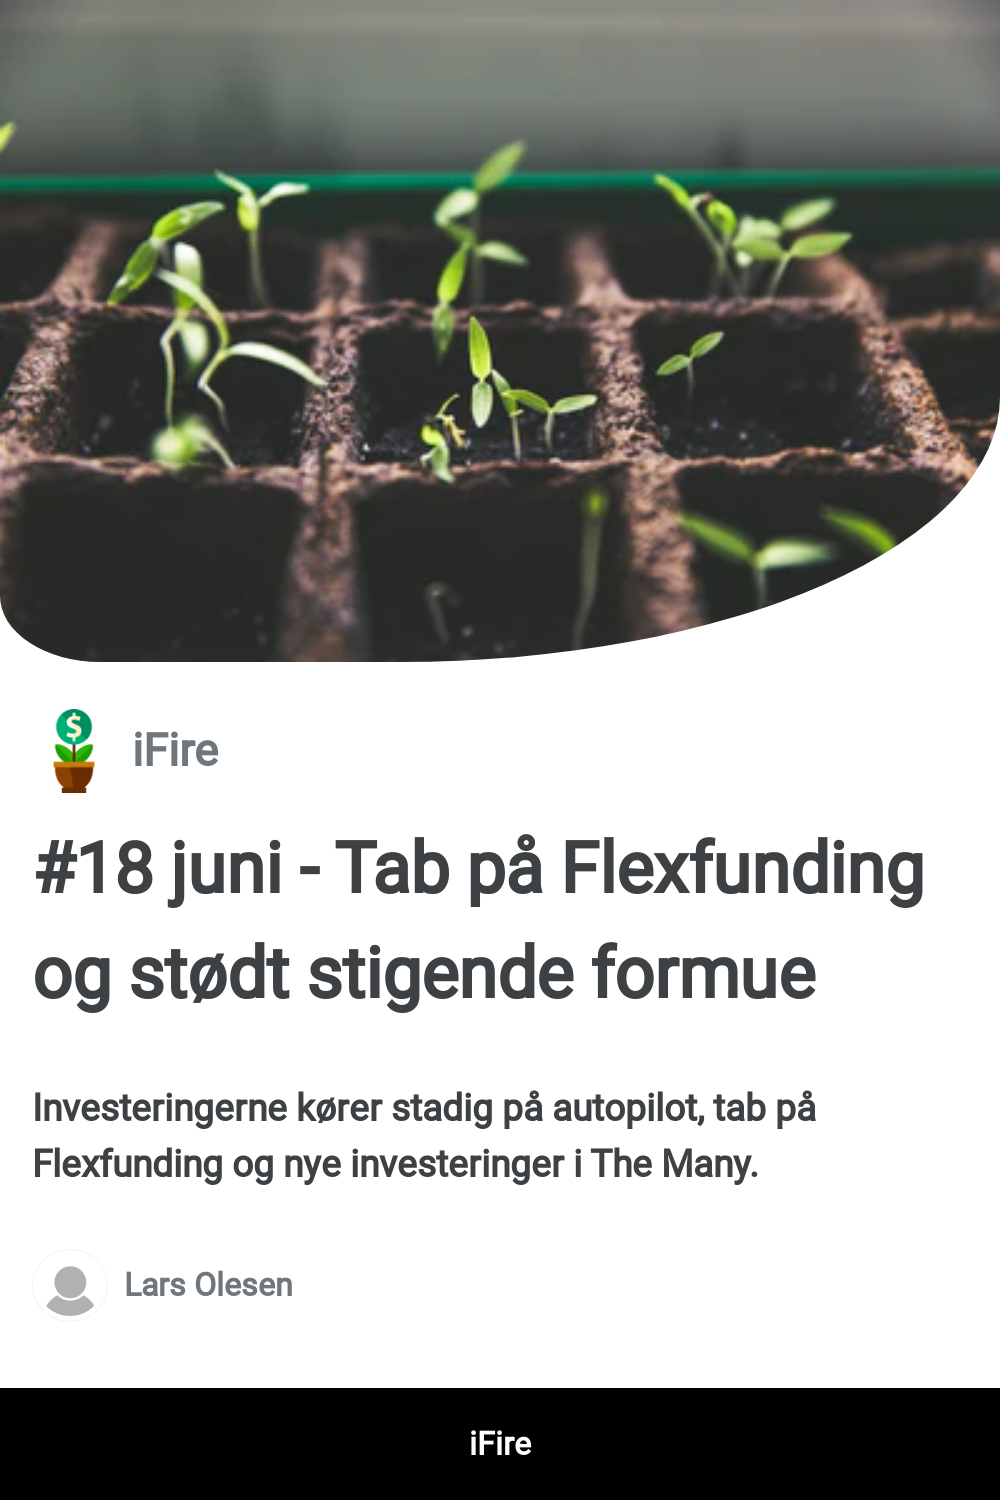 $
iFire
#18 juni - Tab på Flexfunding
og stødt stigende formue
Investeringerne kører stadig på autopilot, tab på
Flexfunding og nye investeringer i The Many.
Lars Olesen
iFire